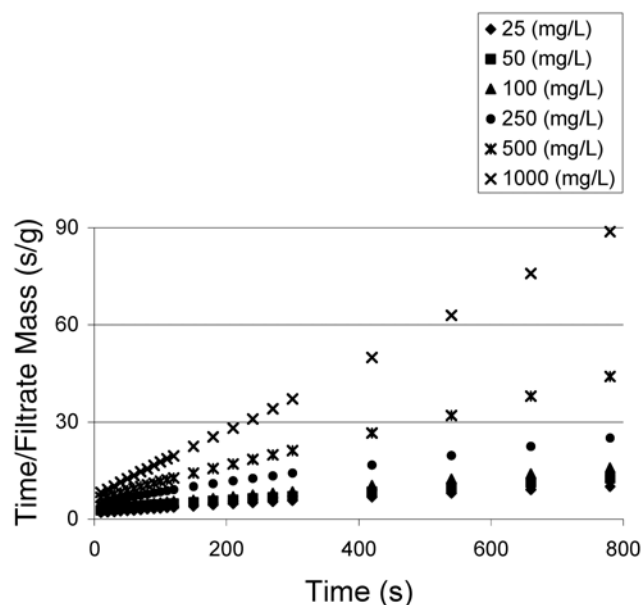 25 (mg/L)
50 (mg/L)
100 (mg/L)
250 (mg/L)
500 (mg/L)
1000 (mg/L)
Time/Filtrate Mass (s/g)
90
60
30
0
0 200 400 600 800
Time (s)